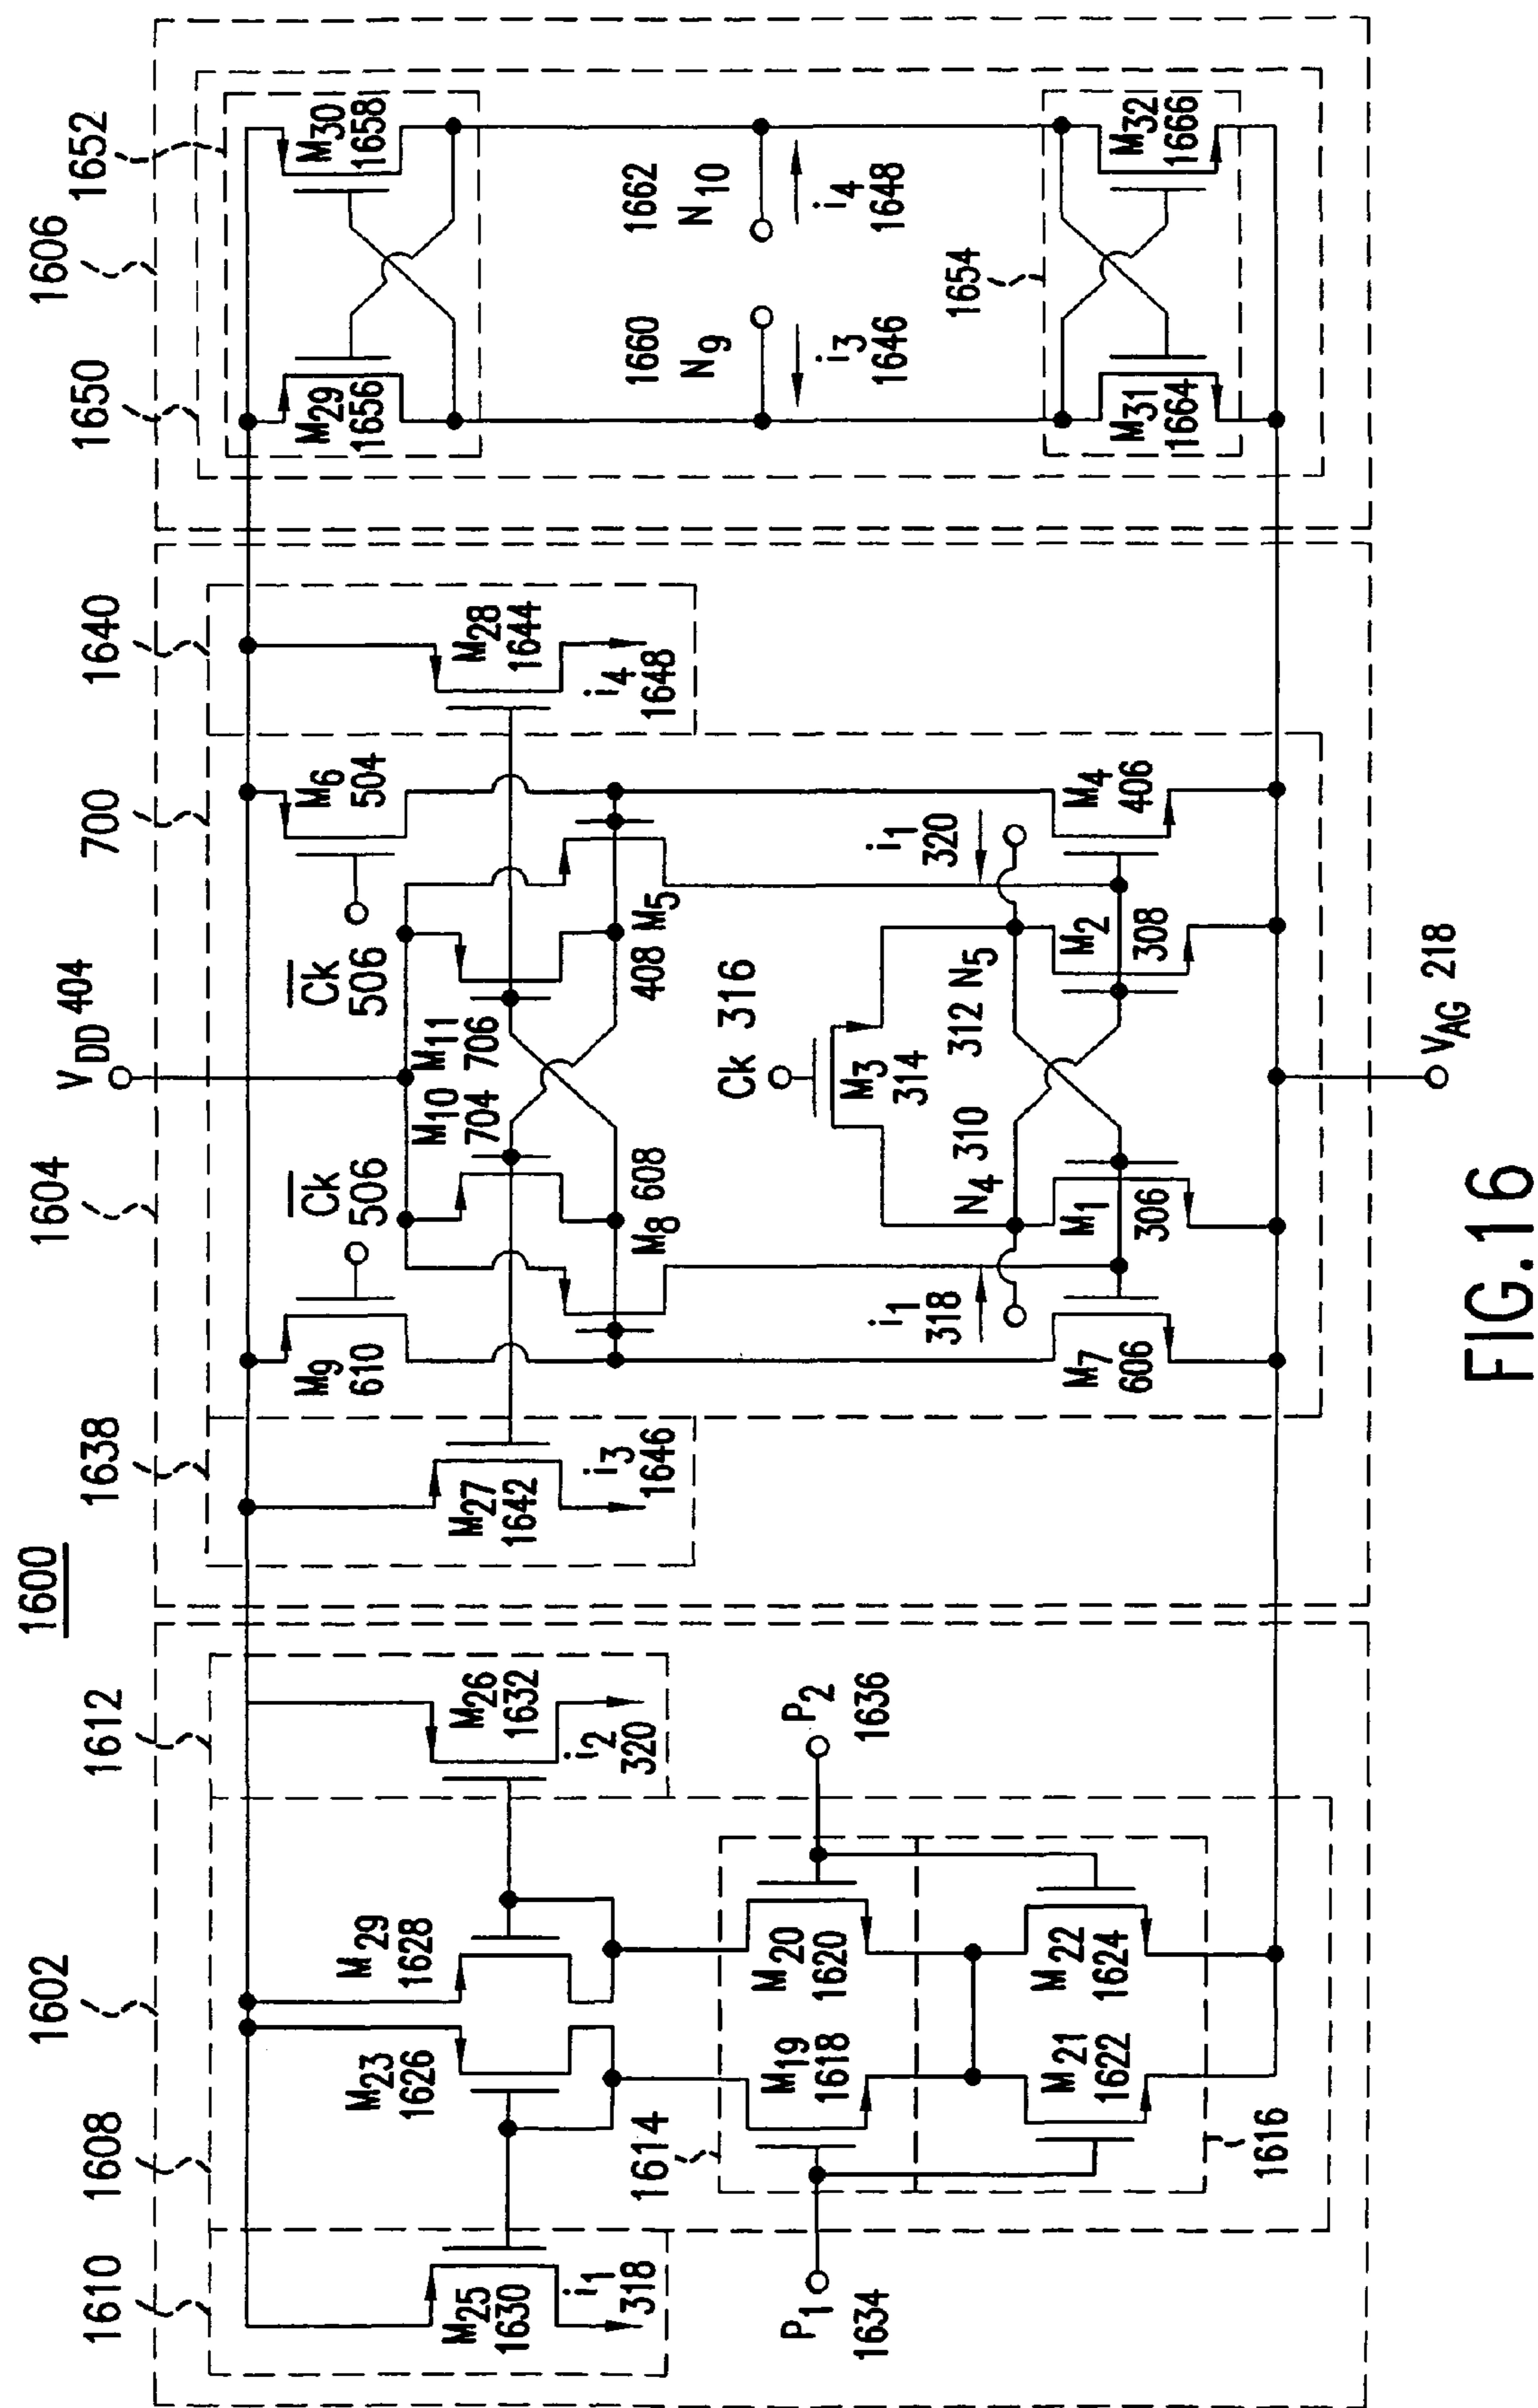 1600
1602
1604
1606
1610
1608
1612
1638
700
1640
1650
1652
V_DD 404
M25
1630
i1
318
M23
1626
M29
1628
M26
1632
i2
320
1614
M19
1618
M20
1620
M21
1622
M22
1624
1616
P1
1634
P2
1636
M27
1642
i3
1646
M9
610
C̅k̅
506
M10
704
M11
706
C̅k̅
506
M6
504
M28
1644
i4
1648
M8 608
408 M5
Ck 316
M3
314
i1
318
N4 310
312 N5
i1
320
M7
606
M1
306
M2
308
M4
406
V_AG 218
M29
1656
M30
1658
1660
N9
i3
1646
1662
N10
i4
1648
1654
M31
1664
M32
1666
FIG.16